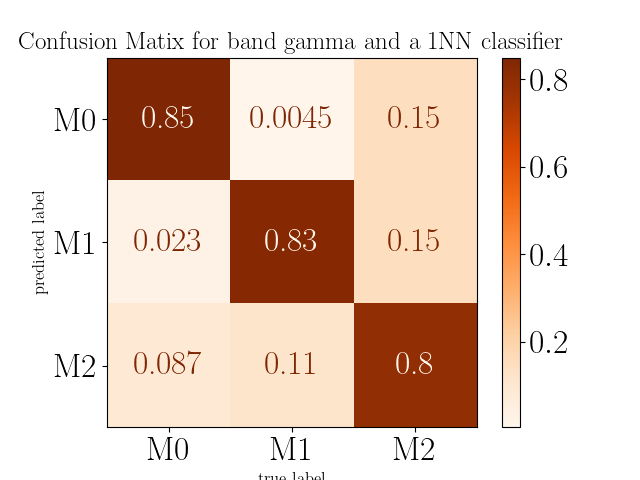 Confusion Matix for band gamma and a 1NN classifier
M0 0.85 0.0045 0.15
M1 0.023 0.83 0.15
M2 0.087 0.11 0.8
M0 M1 M2
predicted label
true label
0.8
0.6
0.4
0.2